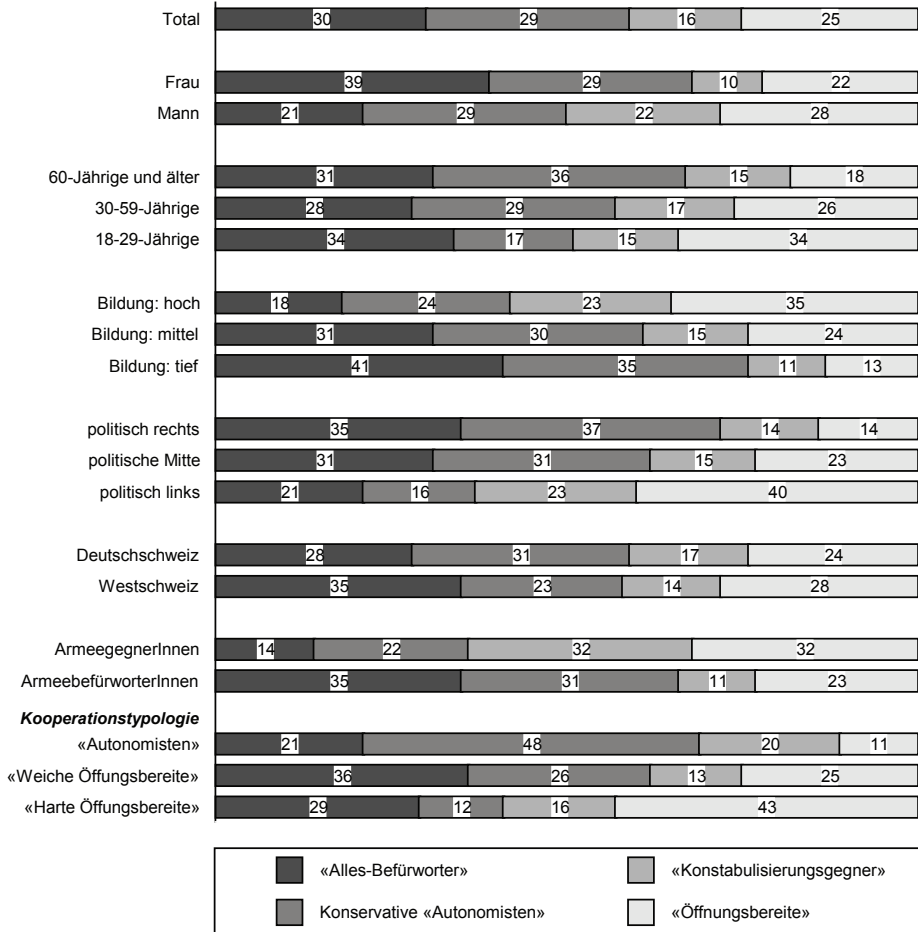 Total 30 29 16 25
Frau 39 29 10 22
Mann 21 29 22 28
60-Jährige und älter 31 36 15 18
30-59-Jährige 28 29 17 26
18-29-Jährige 34 17 15 34
Bildung: hoch 18 24 23 35
Bildung: mittel 31 30 15 24
Bildung: tief 41 35 11 13
politisch rechts 35 37 14 14
politische Mitte 31 31 15 23
politisch links 21 16 23 40
Deutschschweiz 28 31 17 24
Westschweiz 35 23 14 28
ArmeegegnerInnen 14 22 32 32
ArmeebefürworterInnen 35 31 11 23
Kooperationstypologie
«Autonomisten» 21 48 20 11
«Weiche Öffungsbereite» 36 26 13 25
«Harte Öffungsbereite» 29 12 16 43
«Alles-Befürworter» «Konstabulisierungsgegner»
Konservative «Autonomisten» «Öffnungsbereite»